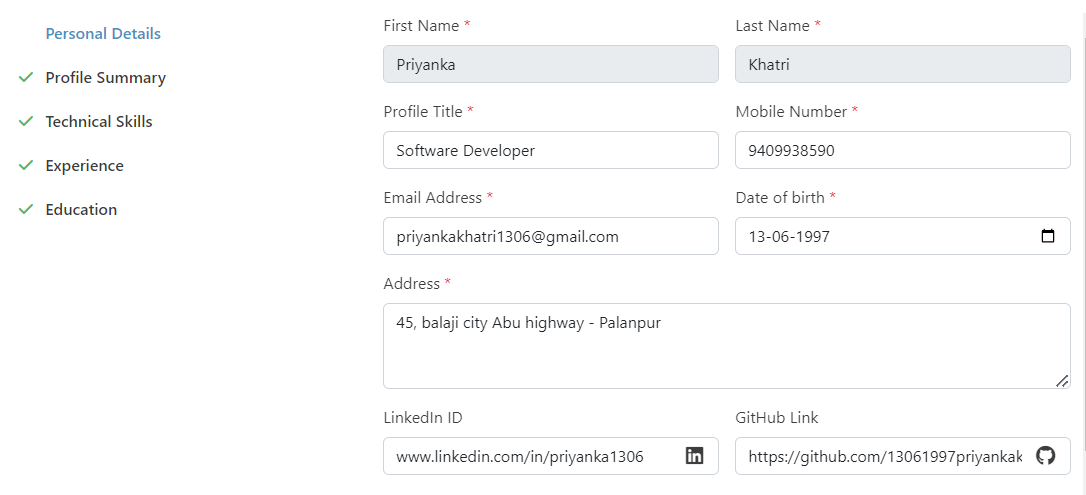 Personal Details
Profile Summary
Technical Skills
Experience
Education
First Name *
Last Name *
Priyanka
Khatri
Profile Title *
Mobile Number *
Software Developer
9409938590
Email Address *
Date of birth *
priyankakhatri1306@gmail.com
13-06-1997
Address *
45, balaji city Abu highway - Palanpur
LinkedIn ID
GitHub Link
www.linkedin.com/in/priyanka1306
https://github.com/13061997priyankak